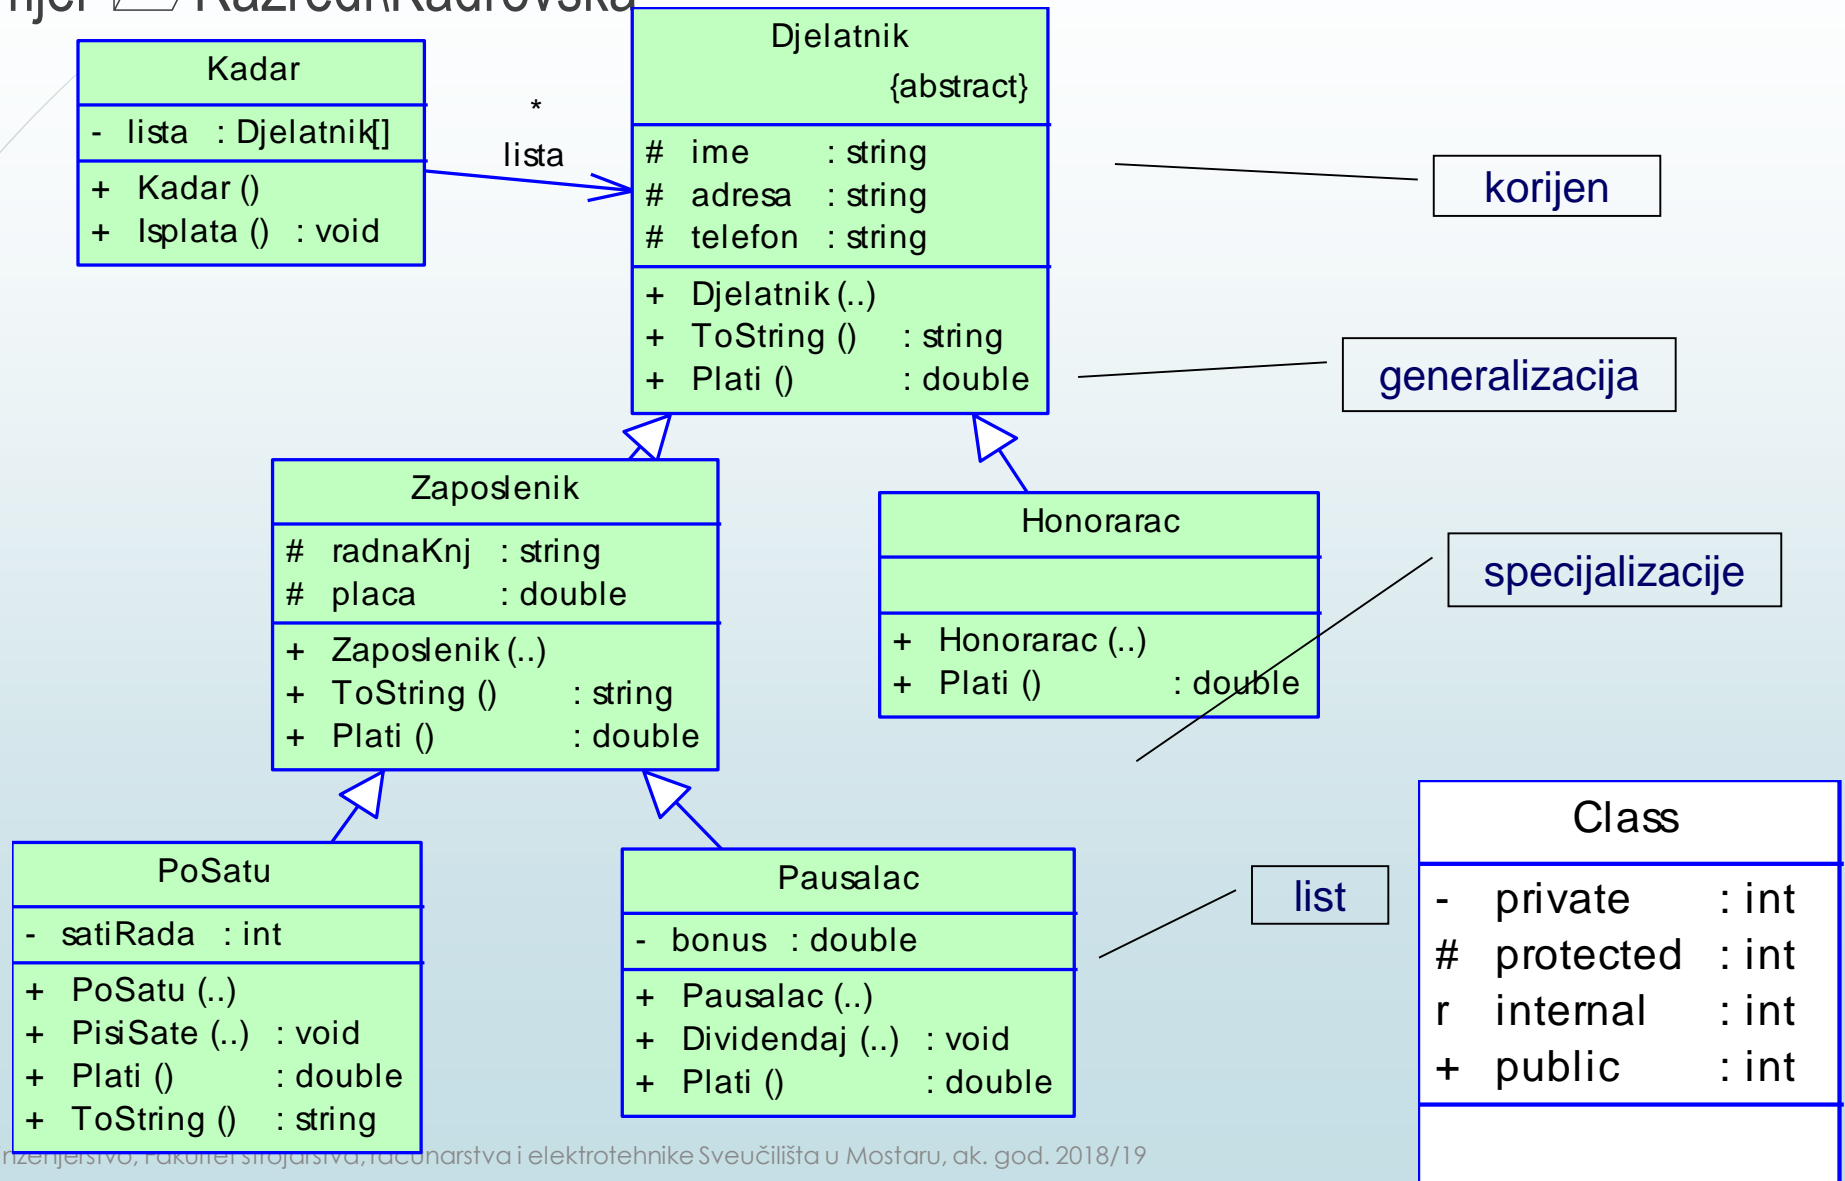 Razredi\Kadrovska
Kadar
- lista : Djelatnik[]
+ Kadar ()
+ Isplata () : void
*
lista
Djelatnik
{abstract}
# ime : string
# adresa : string
# telefon : string
+ Djelatnik (..)
+ ToString () : string
+ Plati () : double
korijen
generalizacija
Zaposlenik
# radnaKnj : string
# placa : double
+ Zaposlenik (..)
+ ToString () : string
+ Plati () : double
Honorarac
+ Honorarac (..)
+ Plati () : double
specijalizacije
PoSatu
- satiRada : int
+ PoSatu (..)
+ PisiSate (..) : void
+ Plati () : double
+ ToString () : string
Pausalac
- bonus : double
+ Pausalac (..)
+ Dividendaj (..) : void
+ Plati () : double
list
Class
- private : int
# protected : int
r internal : int
+ public : int
strojarstva, računarstva i elektrotehnike Sveučilišta u Mostaru, ak. god. 2018/19